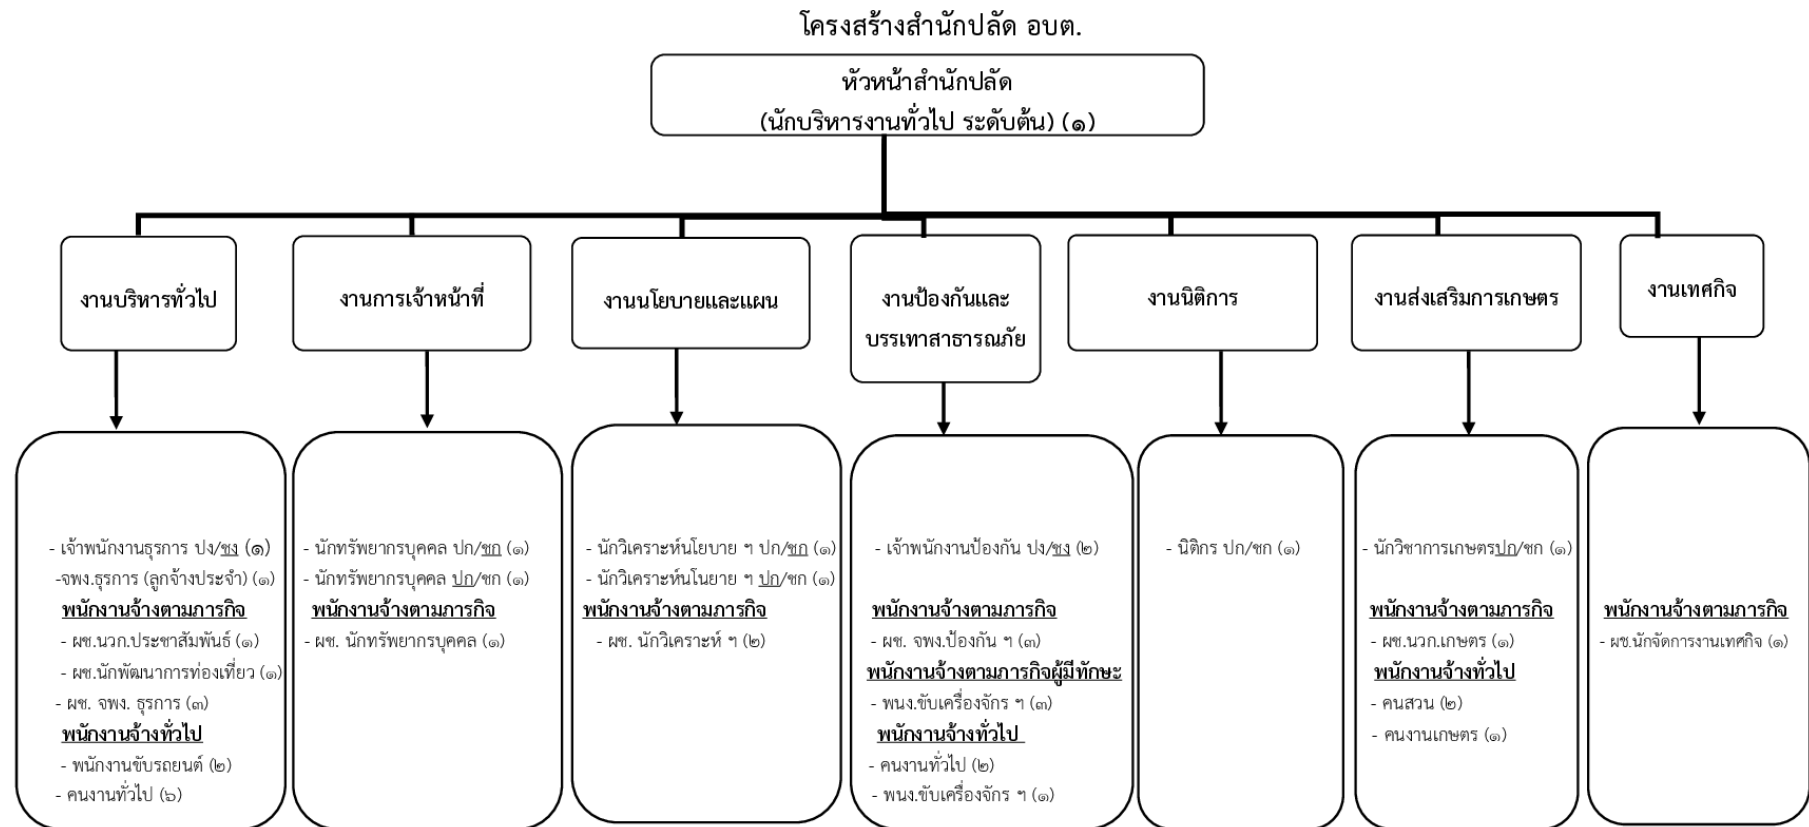 โครงสร้างสำนักปลัด อบต.
หัวหน้าสำนักปลัด
(นักบริหารงานทั่วไป ระดับต้น) (๑)
งานบริหารทั่วไป
งานการเจ้าหน้าที่
งานนโยบายและแผน
งานป้องกันและ
บรรเทาสาธารณภัย
งานนิติการ
งานส่งเสริมการเกษตร
งานเทศกิจ
- เจ้าพนักงานธุรการ ปง/ชง (๑)
-จพง.ธุรการ (ลูกจ้างประจำ) (๑)
พนักงานจ้างตามภารกิจ
- ผช.นวก.ประชาสัมพันธ์ (๑)
- ผช.นักพัฒนาการท่องเที่ยว (๑)
- ผช. จพง. ธุรการ (๓)
พนักงานจ้างทั่วไป
- พนักงานขับรถยนต์ (๒)
- คนงานทั่วไป (๖)
- นักทรัพยากรบุคคล ปก/ชก (๑)
- นักทรัพยากรบุคคล ปก/ชก (๑)
พนักงานจ้างตามภารกิจ
- ผช. นักทรัพยากรบุคคล (๑)
- นักวิเคราะห์นโยบาย ฯ ปก/ชก (๑)
- นักวิเคราะห์นโนยาย ฯ ปก/ชก (๑)
พนักงานจ้างตามภารกิจ
- ผช. นักวิเคราะห์ ฯ (๒)
- เจ้าพนักงานป้องกัน ปง/ชง (๒)
พนักงานจ้างตามภารกิจ
- ผช. จพง.ป้องกัน ฯ (๓)
พนักงานจ้างตามภารกิจผู้มีทักษะ
- พนง.ขับเครื่องจักร ฯ (๓)
พนักงานจ้างทั่วไป
- คนงานทั่วไป (๒)
- พนง.ขับเครื่องจักร ฯ (๑)
- นิติกร ปก/ชก (๑)
- นักวิชาการเกษตรปก/ชก (๑)
พนักงานจ้างตามภารกิจ
- ผช.นวก.เกษตร (๑)
พนักงานจ้างทั่วไป
- คนสวน (๒)
- คนงานเกษตร (๑)
พนักงานจ้างตามภารกิจ
- ผช.นักจัดการงานเทศกิจ (๑)